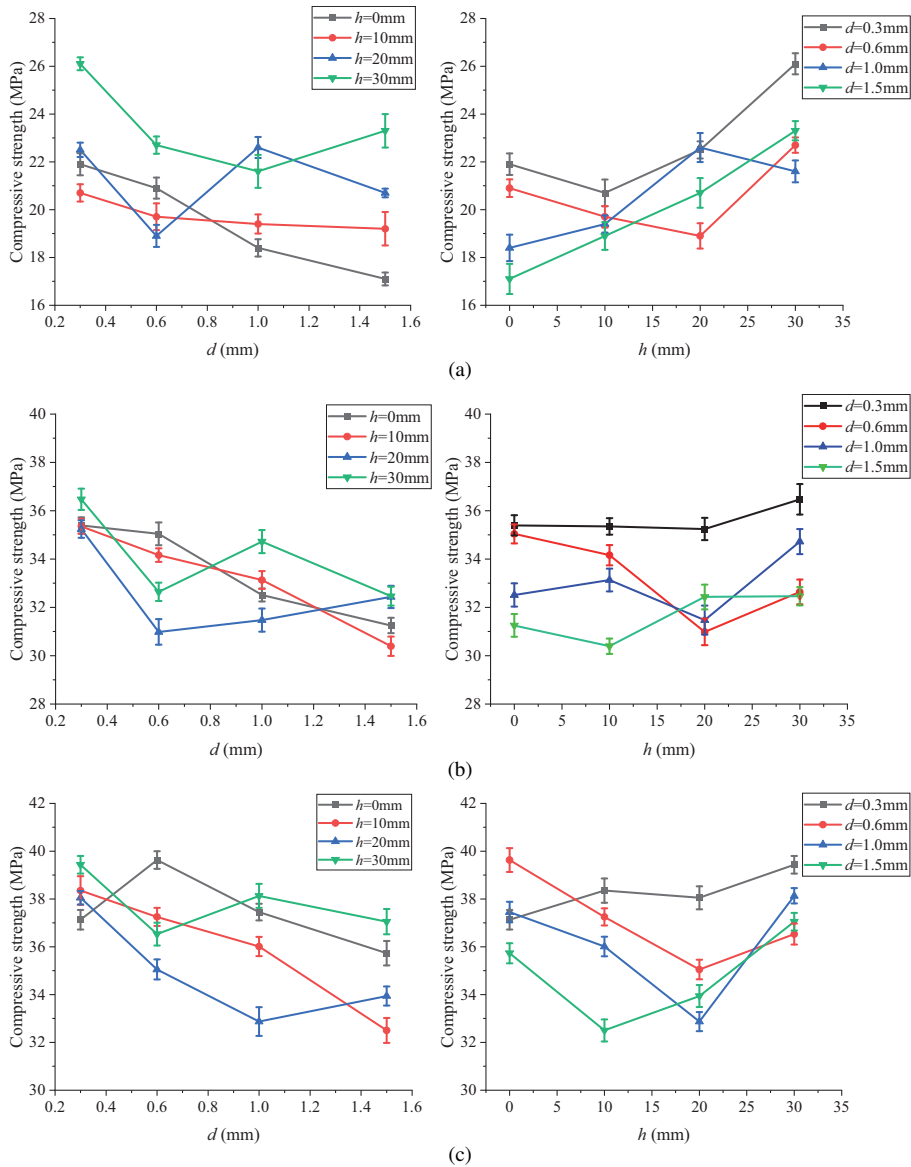 28
26
24
22
20
18
16
0.2 0.4 0.6 0.8 1.0 1.2 1.4 1.6
Compressive strength (MPa)
d (mm)
h=0mm
h=10mm
h=20mm
h=30mm
28
26
24
22
20
18
16
0 5 10 15 20 25 30 35
Compressive strength (MPa)
h (mm)
d=0.3mm
d=0.6mm
d=1.0mm
d=1.5mm
(a)
40
38
36
34
32
30
28
0.2 0.4 0.6 0.8 1.0 1.2 1.4 1.6
Compressive strength (MPa)
d (mm)
h=0mm
h=10mm
h=20mm
h=30mm
40
38
36
34
32
30
28
0 5 10 15 20 25 30 35
Compressive strength (MPa)
h (mm)
d=0.3mm
d=0.6mm
d=1.0mm
d=1.5mm
(b)
42
40
38
36
34
32
30
0.2 0.4 0.6 0.8 1.0 1.2 1.4 1.6
Compressive strength (MPa)
d (mm)
h=0mm
h=10mm
h=20mm
h=30mm
42
40
38
36
34
32
30
0 5 10 15 20 25 30 35
Compressive strength (MPa)
h (mm)
d=0.3mm
d=0.6mm
d=1.0mm
d=1.5mm
(c)